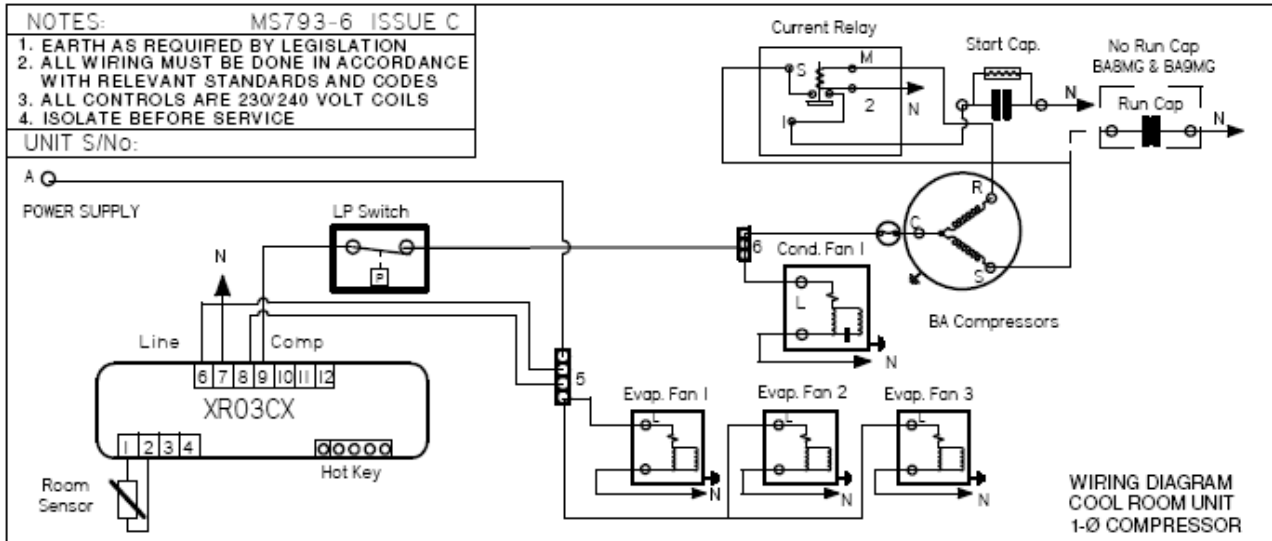 NOTES: MS793-6 ISSUE C
1. EARTH AS REQUIRED BY LEGISLATION
2. ALL WIRING MUST BE DONE IN ACCORDANCE
WITH RELEVANT STANDARDS AND CODES
3. ALL CONTROLS ARE 230/240 VOLT COILS
4. ISOLATE BEFORE SERVICE
UNIT S/No:
Current Relay
S
M
2
N
I
Start Cap.
N
No Run Cap
BA8MG & BA9MG
Run Cap
N
A
POWER SUPPLY
LP Switch
P
N
6
Cond. Fan 1
L
N
C
R
S
BA Compressors
Line
Comp
6 7 8 9 10 11 12
XR03CX
1 2 3 4
Hot Key
Room
Sensor
5
Evap. Fan 1
L
N
Evap. Fan 2
L
N
Evap. Fan 3
L
N
WIRING DIAGRAM
COOL ROOM UNIT
1-Ø COMPRESSOR